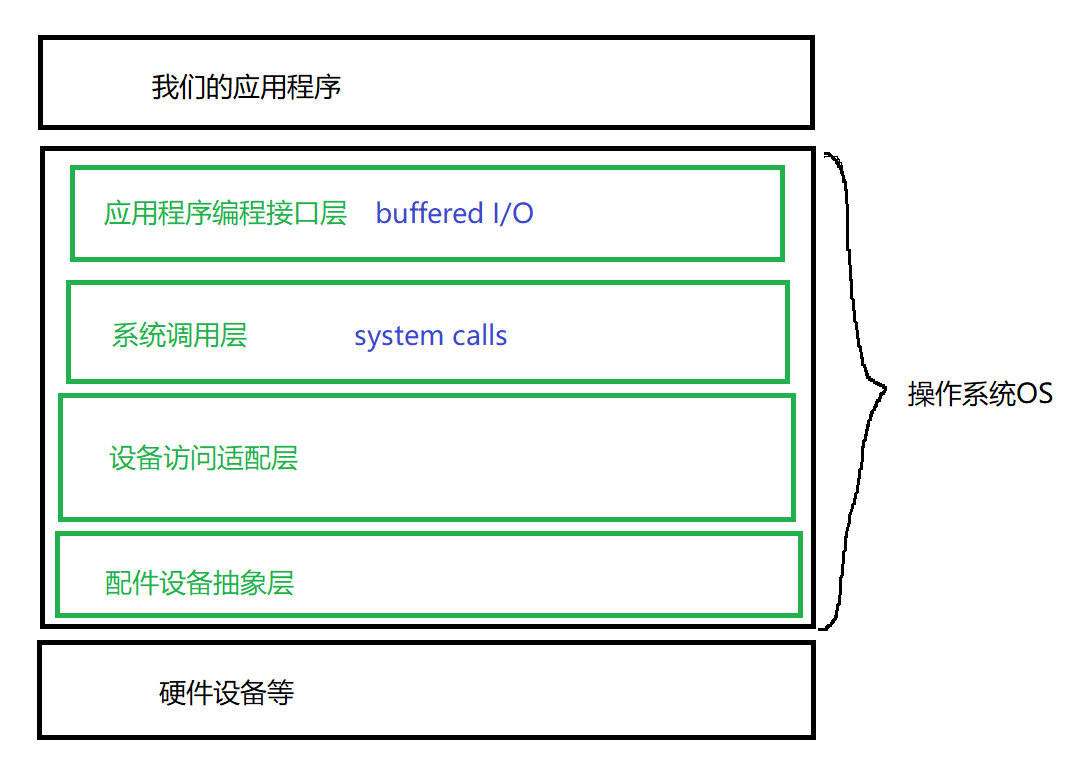 我们的应用程序
应用程序编程接口层 buffered I/O
系统调用层 system calls
设备访问适配层
操作系统OS
配件设备抽象层
硬件设备等